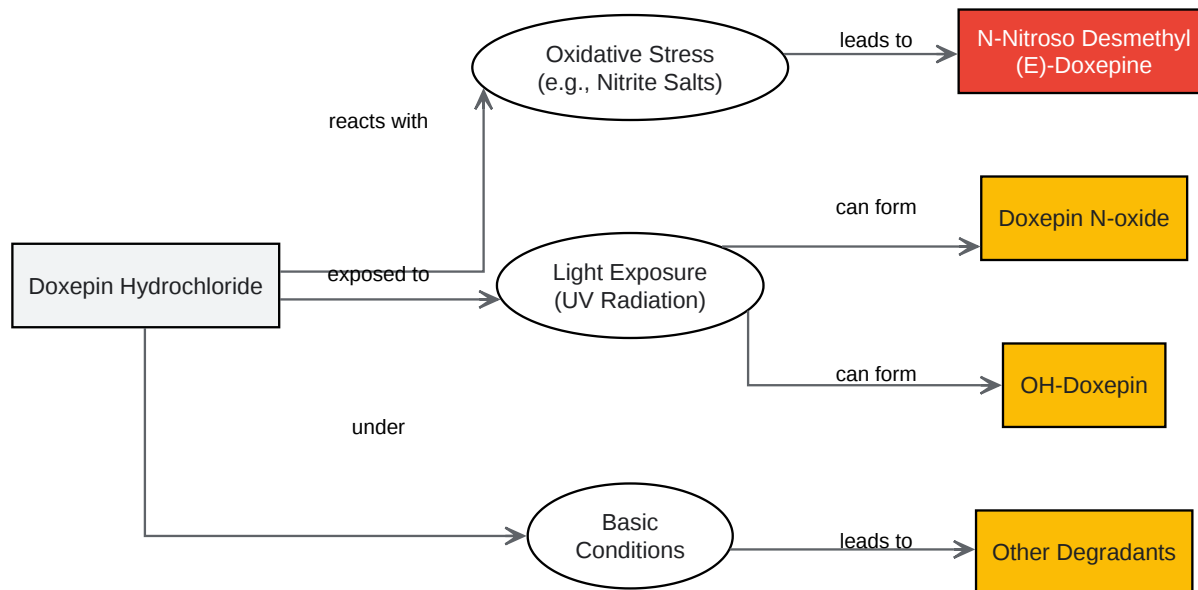 Oxidative Stress
(e.g., Nitrite Salts)
leads to
N-Nitroso Desmethyl
(E)-Doxepine
reacts with
Doxepin Hydrochloride
exposed to
Light Exposure
(UV Radiation)
can form
Doxepin N-oxide
can form
OH-Doxepin
under
Basic
Conditions
leads to
Other Degradants